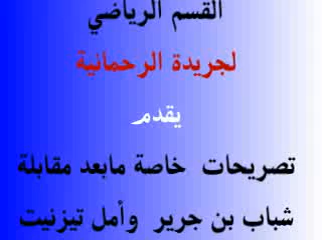 القسم الرياضي
لجريدة الرحمانية
يقدم
تصريحات خاصة مابعد مقابلة
شباب بن جرير وأمل تيزنيت